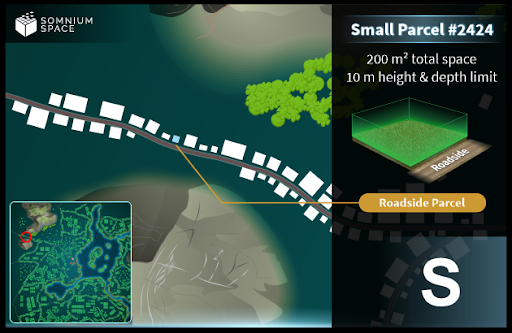 SOMNIUM
SPACE
Small Parcel #2424
200 m² total space
10 m height & depth limit
Roadside
Roadside Parcel
S